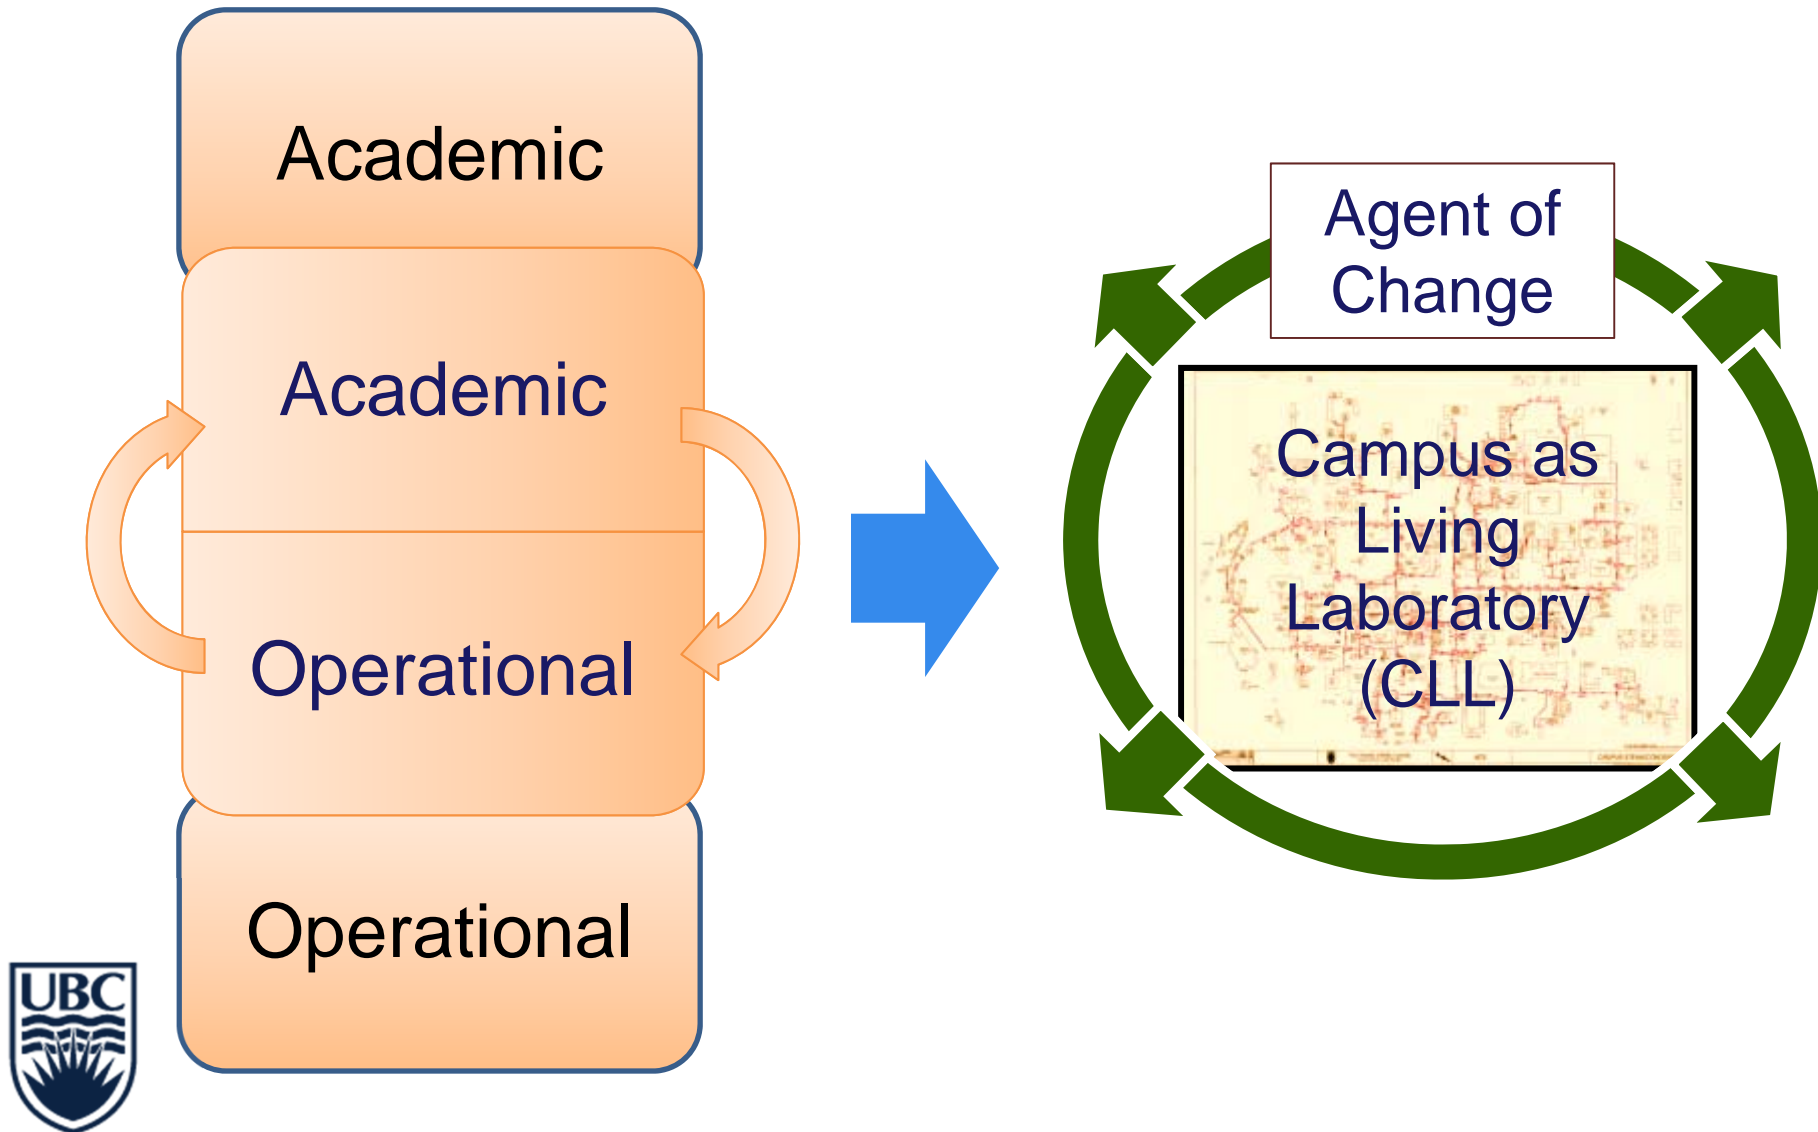 Academic
Academic
Operational
Operational
UBC
Agent of
Change
Campus as
Living
Laboratory
(CLL)